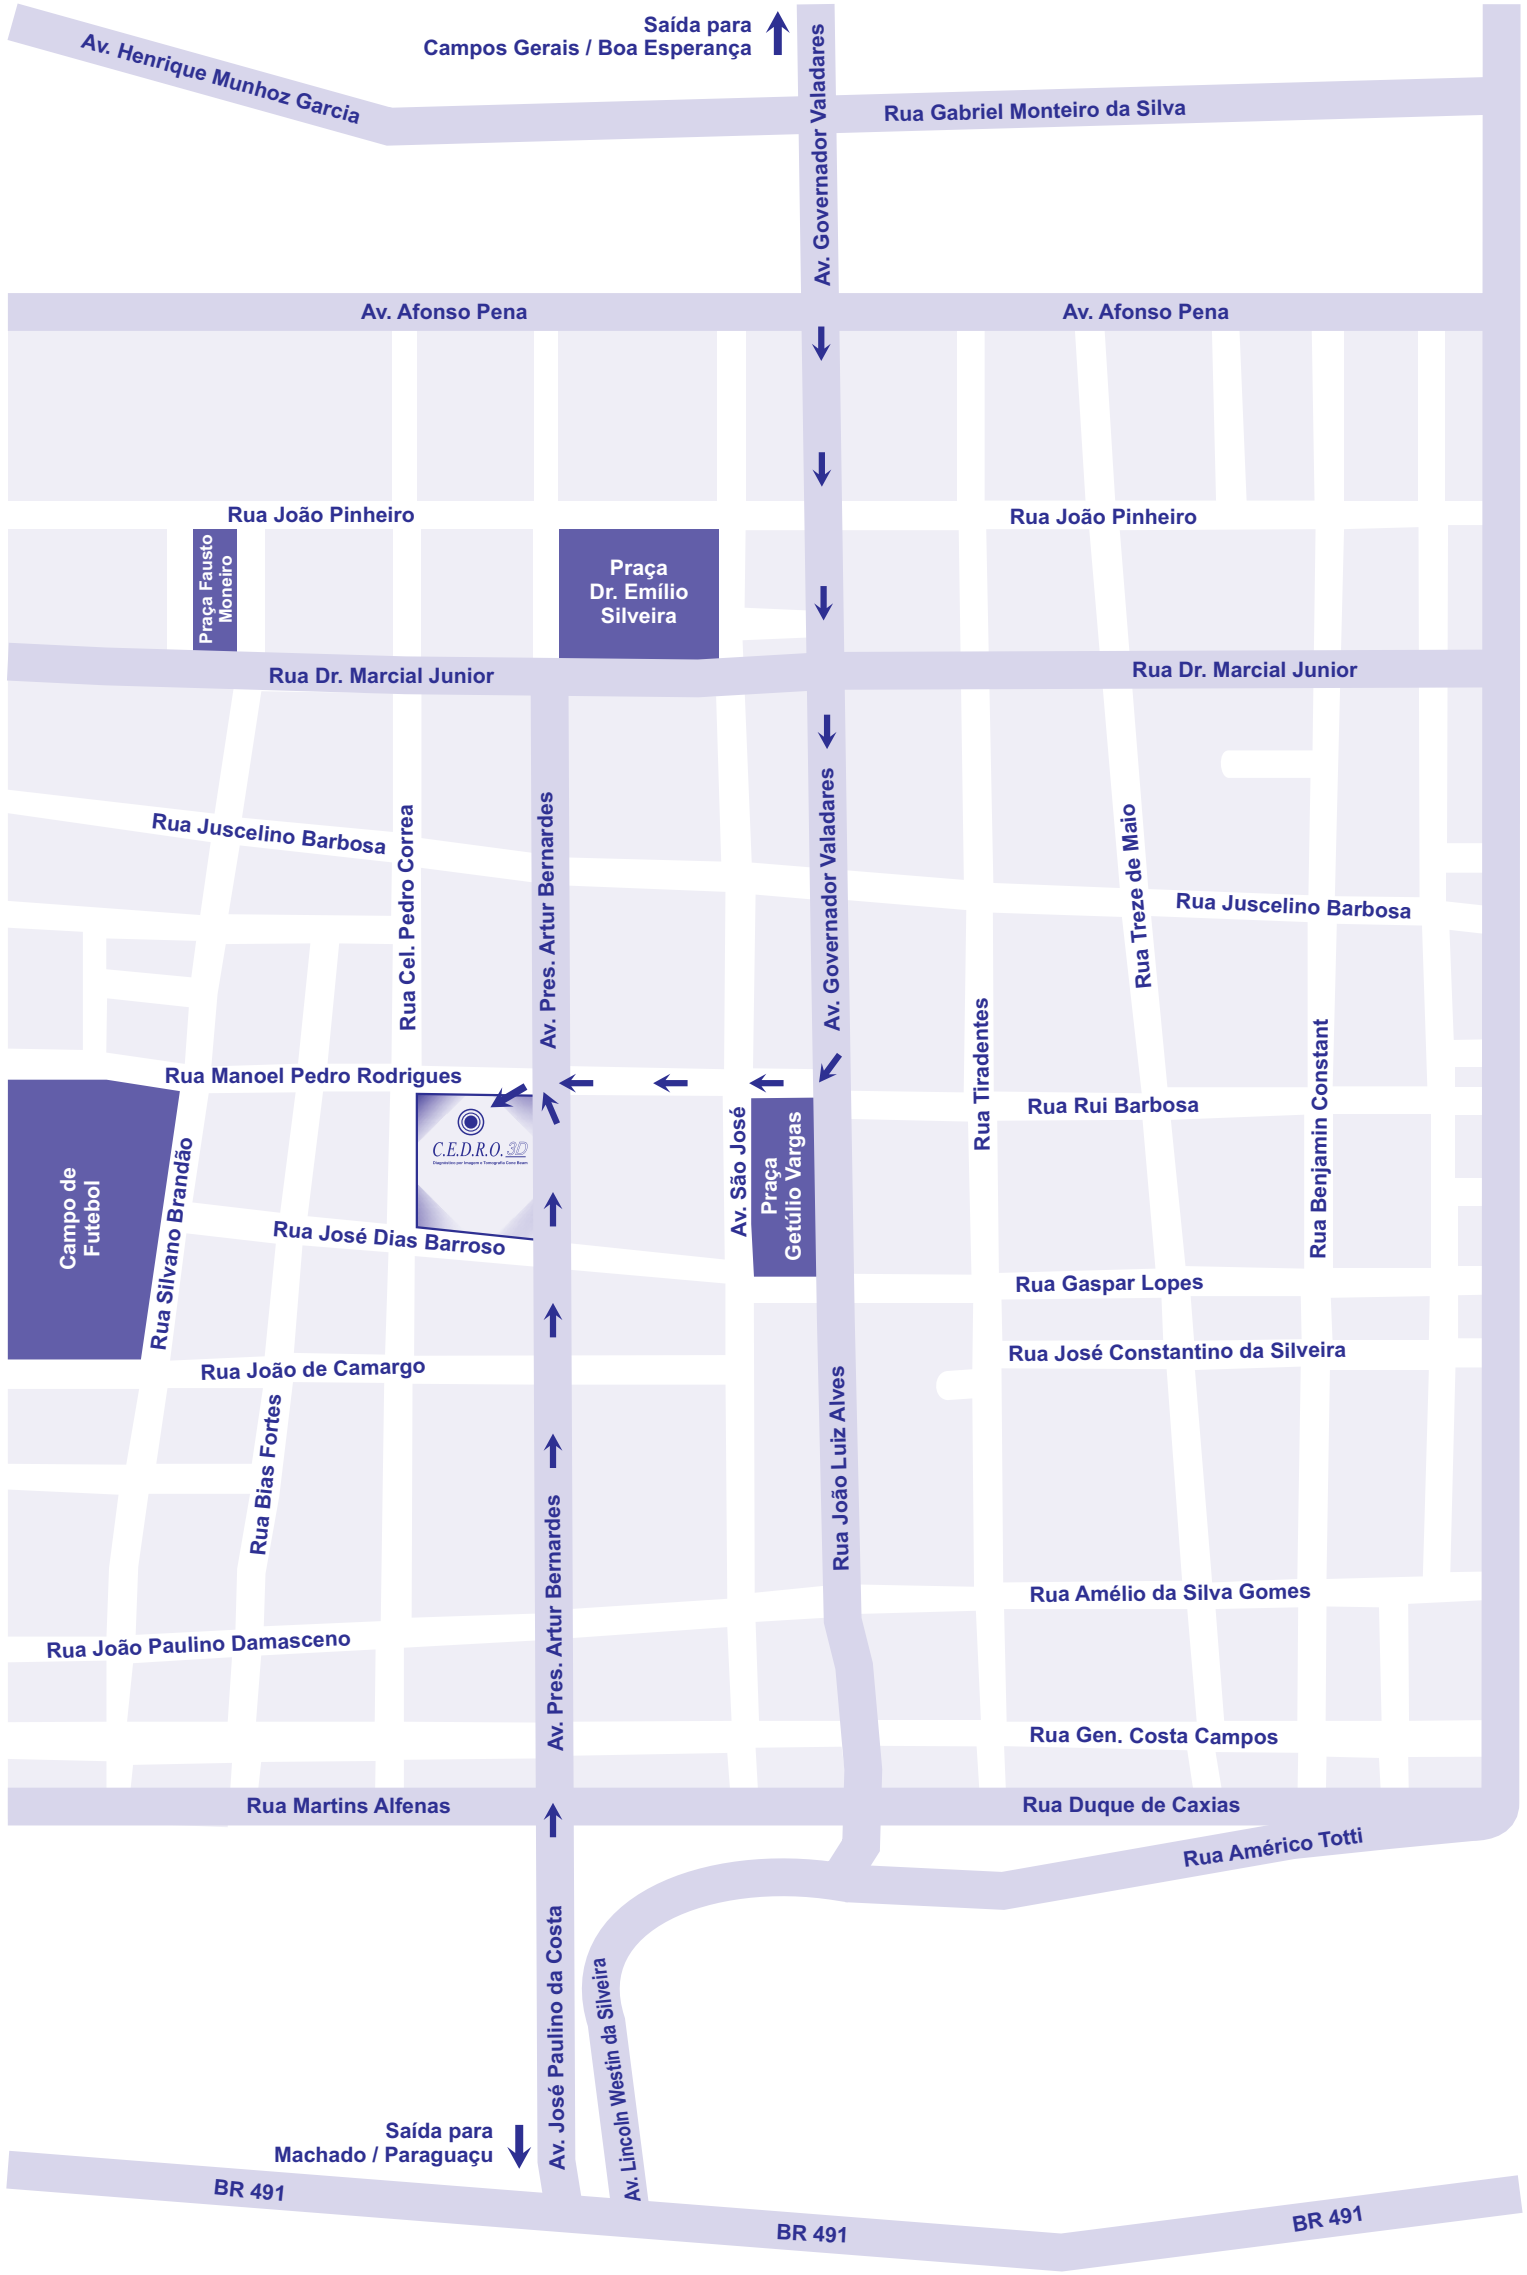 Saída para
Campos Gerais / Boa Esperança
Av. Henrique Munhoz Garcia
Av. Governador Valadares
Rua Gabriel Monteiro da Silva
Av. Afonso Pena
Av. Afonso Pena
Rua João Pinheiro
Rua João Pinheiro
Praça Fausto
Moneiro
Praça
Dr. Emílio
Silveira
Rua Dr. Marcial Junior
Rua Dr. Marcial Junior
Rua Juscelino Barbosa
Rua Cel. Pedro Correa
Av. Pres. Artur Bernardes
Av. Governador Valadares
Rua Treze de Maio
Rua Juscelino Barbosa
Rua Tiradentes
Rua Benjamin Constant
Rua Manoel Pedro Rodrigues
Rua Rui Barbosa
C.E.D.R.O. 3D
Diagnóstico por Imagem e Tomografia Cone Beam
Av. São José
Praça
Getúlio Vargas
Campo de
Futebol
Rua Silvano Brandão
Rua José Dias Barroso
Rua Gaspar Lopes
Rua José Constantino da Silveira
Rua João de Camargo
Rua Bias Fortes
Rua João Luiz Alves
Av. Pres. Artur Bernardes
Rua Amélio da Silva Gomes
Rua João Paulino Damasceno
Rua Gen. Costa Campos
Rua Martins Alfenas
Rua Duque de Caxias
Rua Américo Totti
Av. José Paulino da Costa
Av. Lincoln Westin da Silveira
Saída para
Machado / Paraguaçu
BR 491
BR 491
BR 491